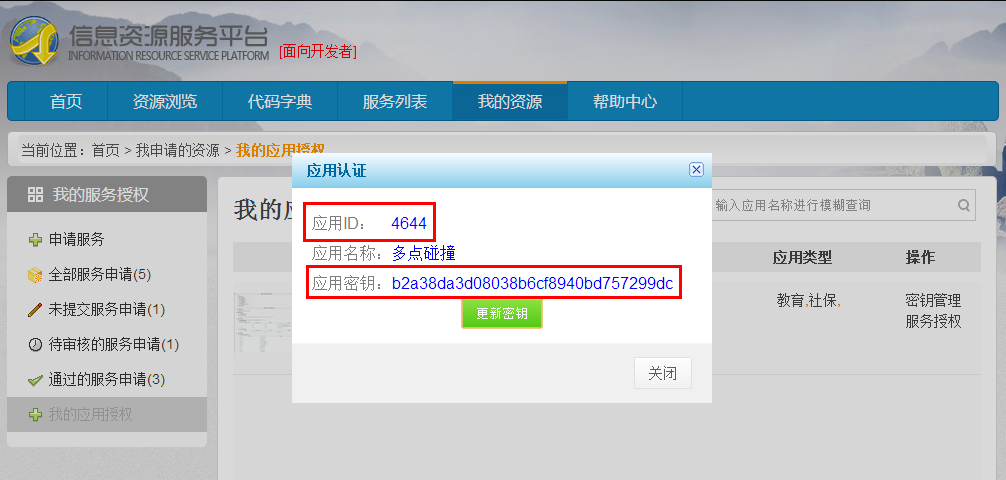 信息资源服务平台
INFORMATION RESOURCE SERVICE PLATFORM
[面向开发者]
首页 资源浏览 代码字典 服务列表 我的资源 帮助中心
当前位置：首页 > 我申请的资源 > 我的应用授权
应用认证
我的服务授权
我的应
输入应用名称进行模糊查询
应用ID： 4644
申请服务
应用名称：多点碰撞
应用类型 操作
全部服务申请(5)
应用密钥：b2a38da3d08038b6cf8940bd757299dc
教育,社保, 密钥管理
未提交服务申请(1)
更新密钥
服务授权
待审核的服务申请(1)
通过的服务申请(3)
关闭
我的应用授权